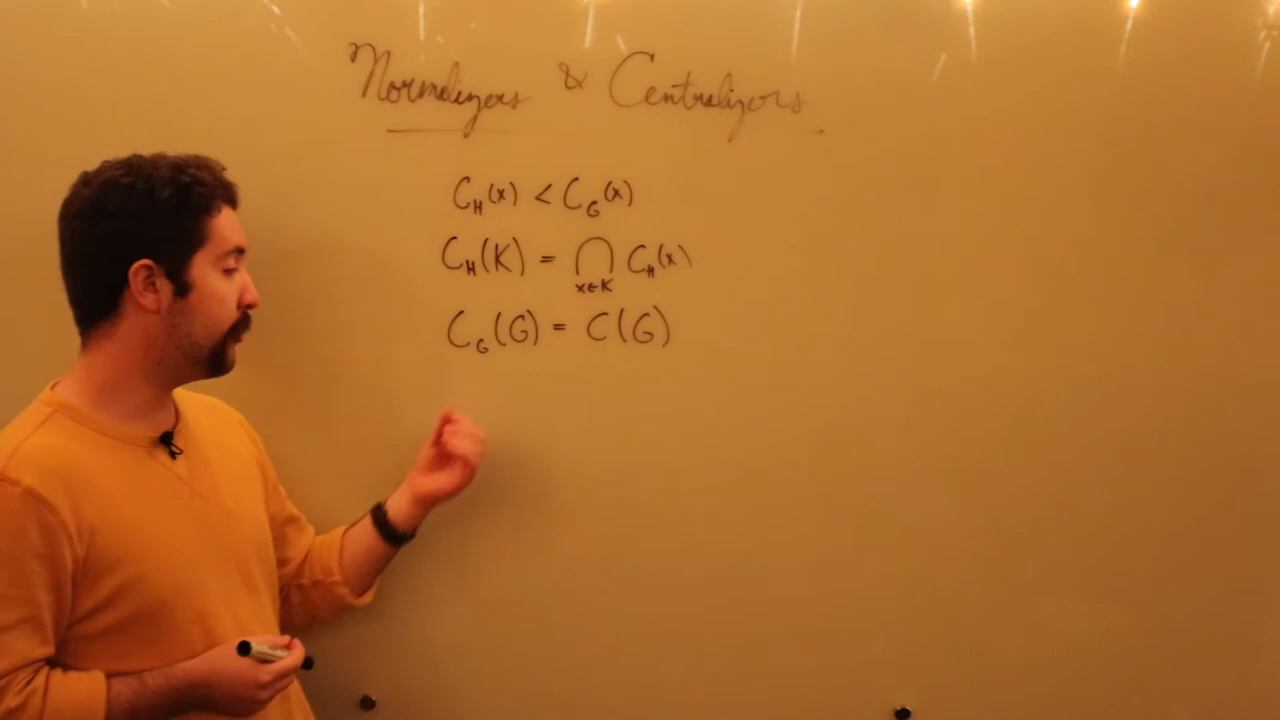 Normalizers & Centralizers
C_H(x) < C_G(x)
C_H(K) = ⋂_{x∈K} C_H(x)
C_G(G) = C(G)